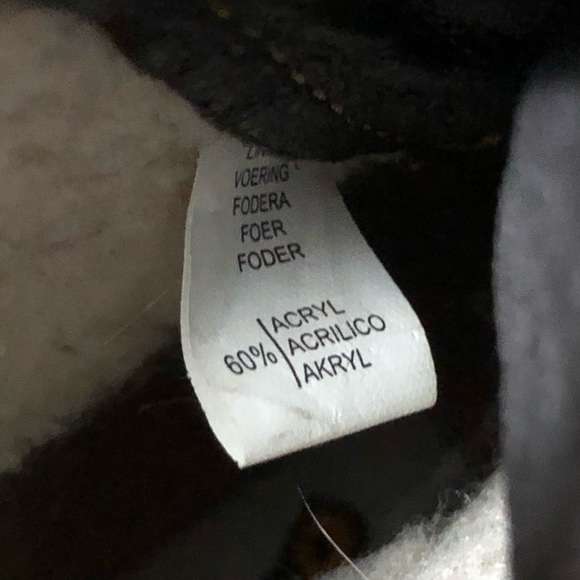 VOERING
FODERA
FOER
FODER
60%
ACRYL
ACRILICO
AKRYL